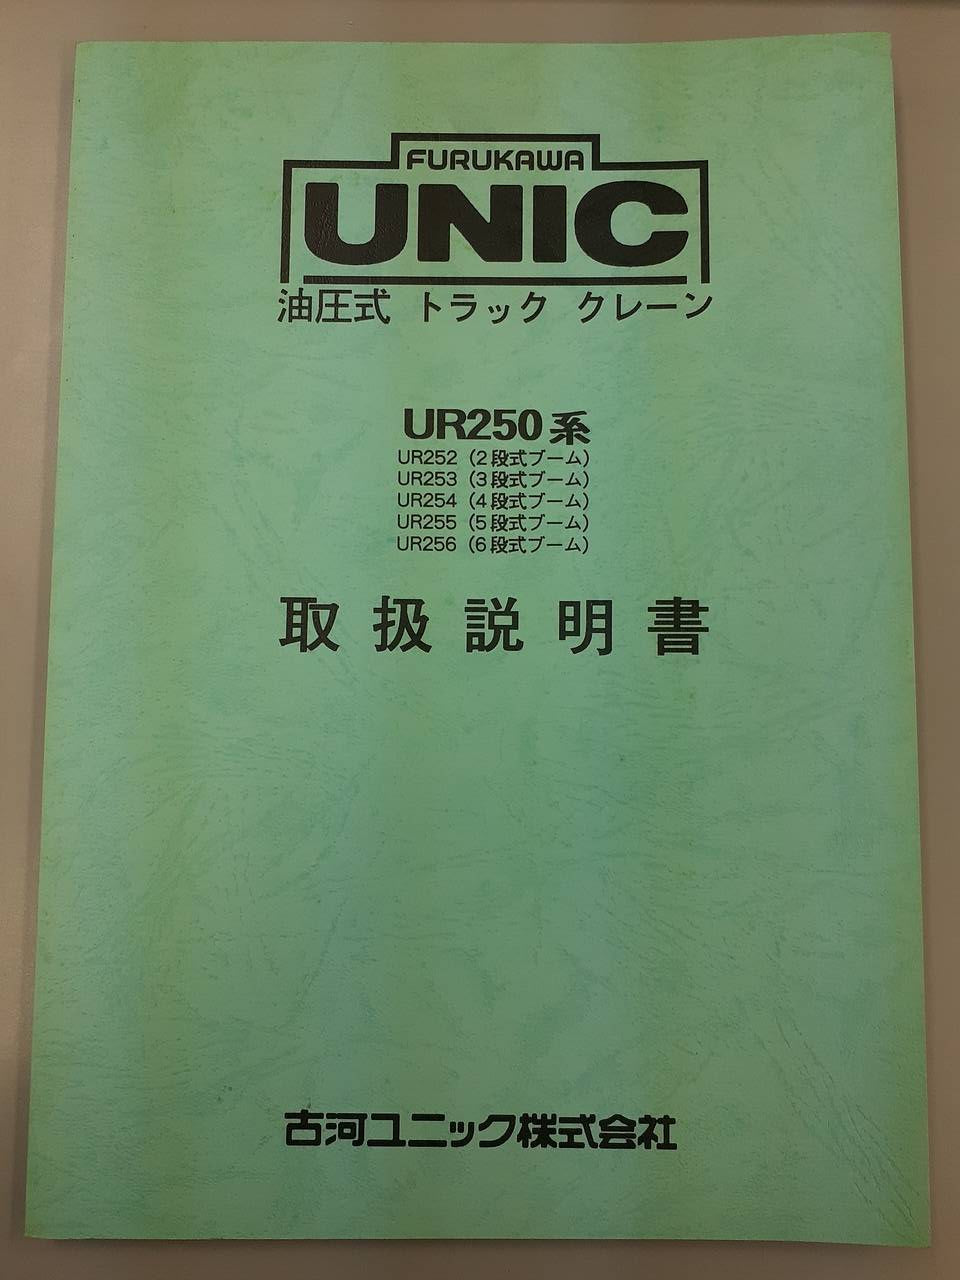 FURUKAWA
UNIC
油圧式 トラック クレーン
UR250系
UR252（2段式ブーム）
UR253（3段式ブーム）
UR254（4段式ブーム）
UR255（5段式ブーム）
UR256（6段式ブーム）
取扱説明書
古河ユニック株式会社